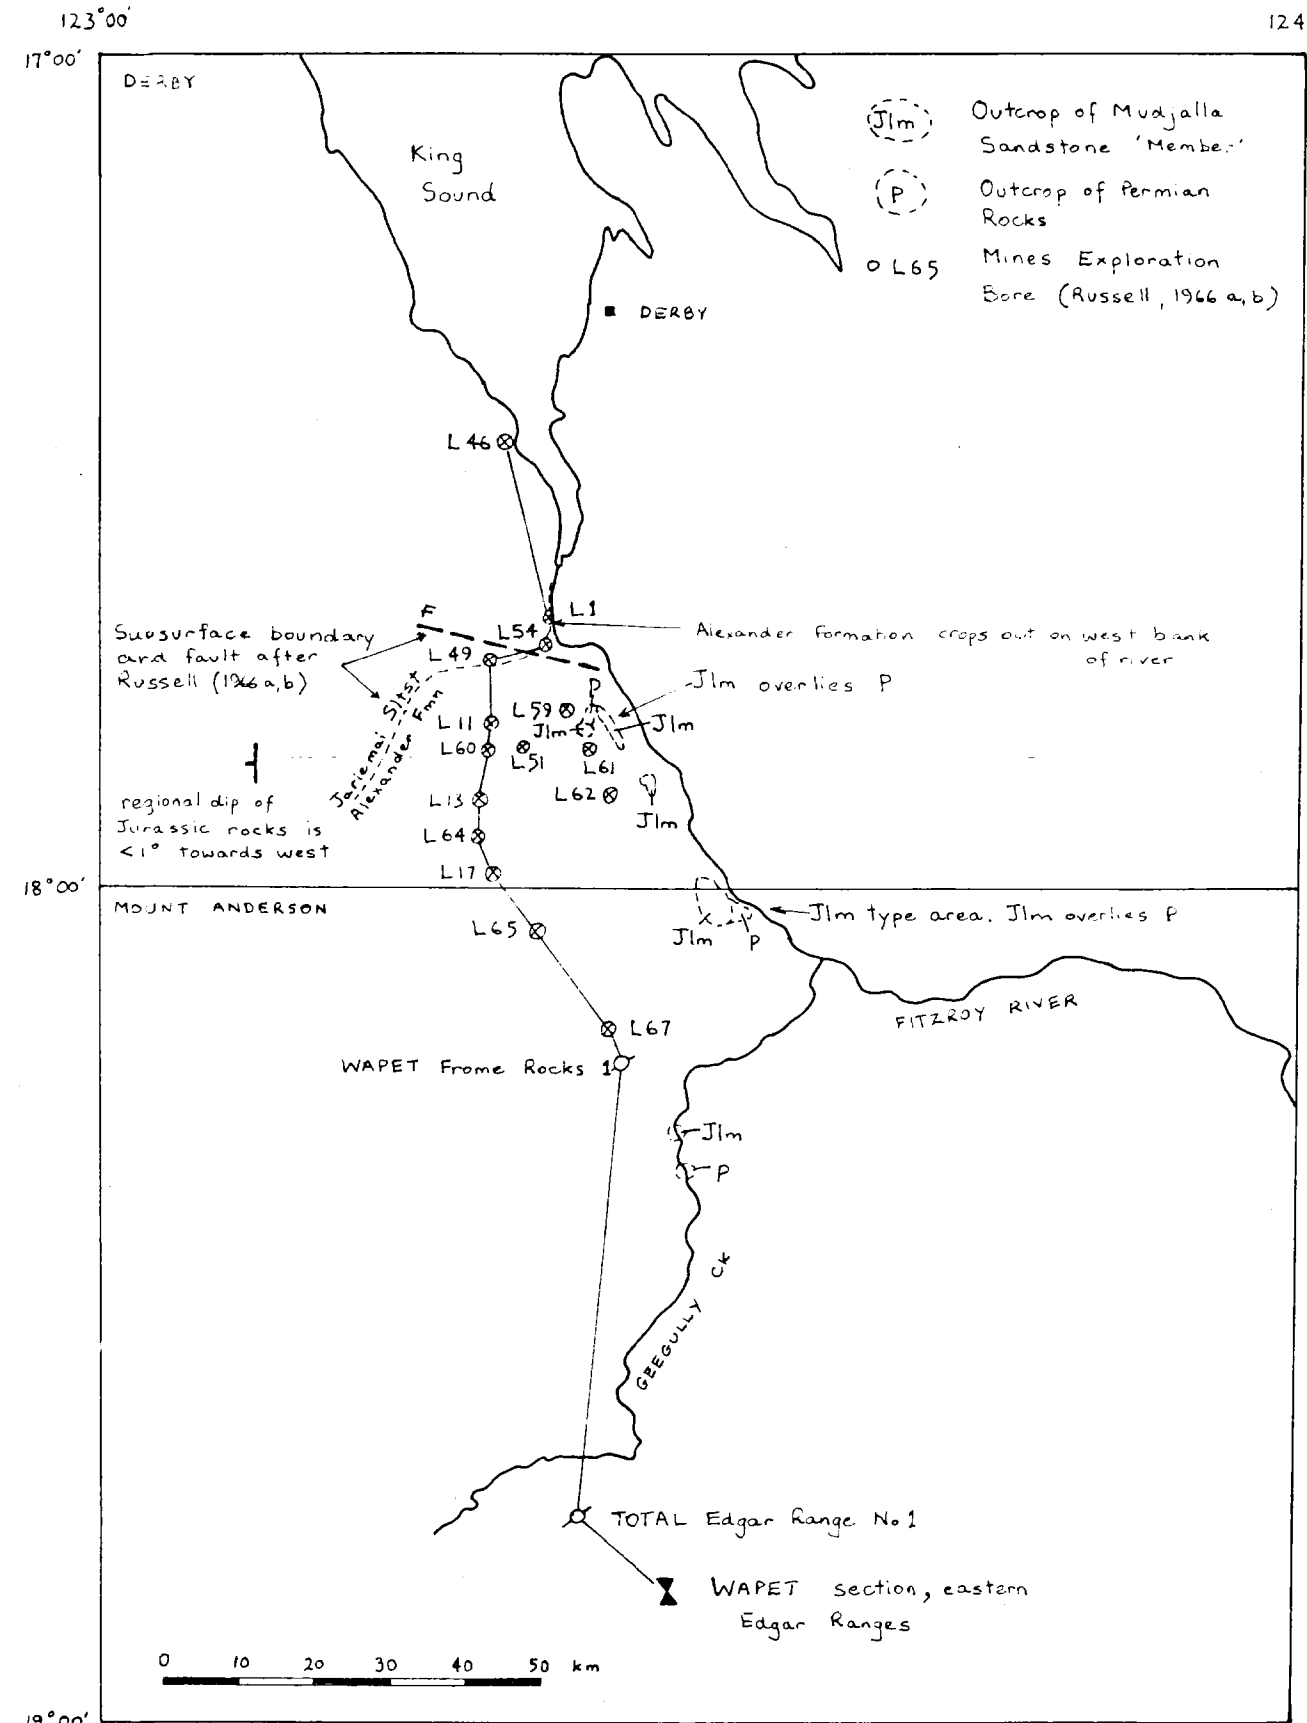 123°00'
124
17°00'
DERBY
King
Sound
Jlm
Outcrop of Mudjalla
Sandstone 'Member'
P
Outcrop of Permian
Rocks
L65
Mines Exploration
Bore (Russell, 1966 a, b)
DERBY
L46
L1
F
L54
Subsurface boundary
and fault after
Russell (1966 a, b)
L49
Alexander Formation crops out on west bank
of river
Jarlemai Sltst
Alexander Fmn
P
Jlm overlies P
L59
Jlm
Jlm
L11
L60
L51
L61
L13
L62
Jlm
regional dip of
Jurassic rocks is
<1° towards west
L64
L17
18°00'
MOUNT ANDERSON
L65
Jlm
P
Jlm type area. Jlm overlies P
FITZROY RIVER
L67
WAPET Frome Rocks 1
Jlm
P
GEEGULLY CK
TOTAL Edgar Range No 1
WAPET section, eastern
Edgar Ranges
0 10 20 30 40 50 km
19°00'